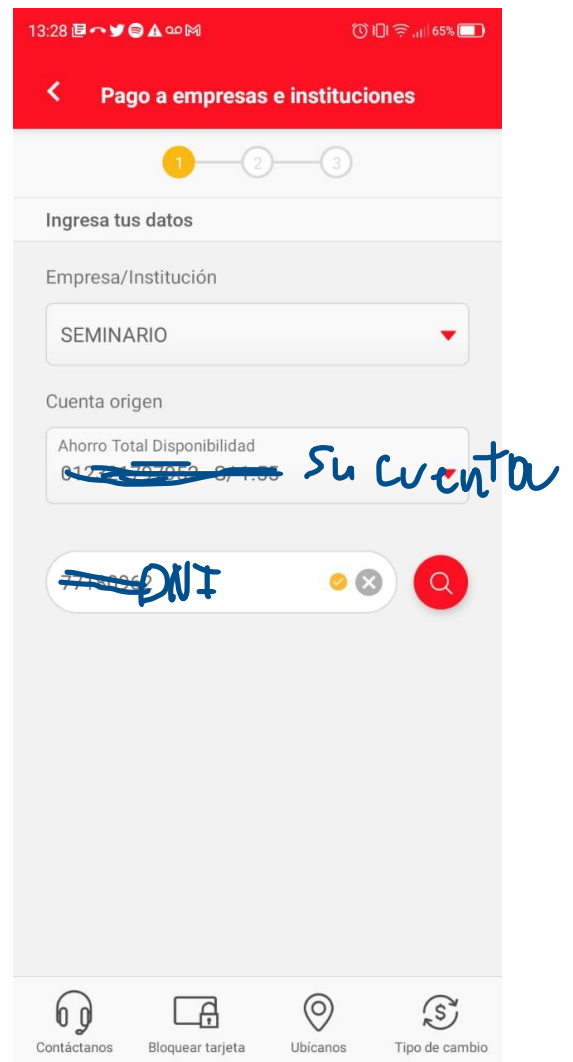 13:28 65%
Pago a empresas e instituciones
1 2 3
Ingresa tus datos
Empresa/Institución
SEMINARIO
Cuenta origen
Ahorro Total Disponibilidad
Su cuenta
DNI
Contáctanos Bloquear tarjeta Ubícanos Tipo de cambio